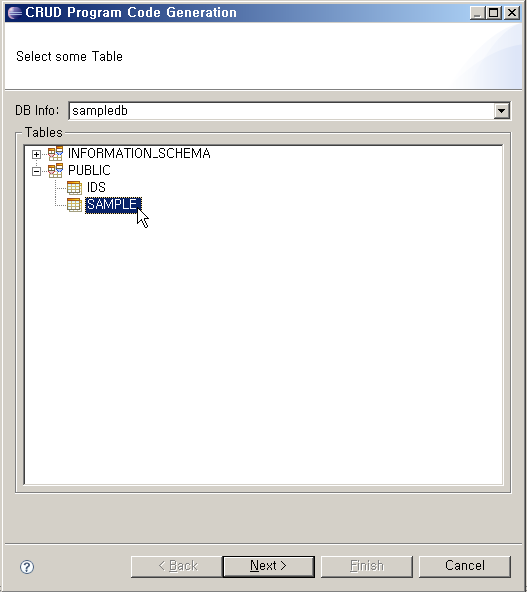 CRUD Program Code Generation
Select some Table
DB Info: sampledb
Tables
INFORMATION_SCHEMA
PUBLIC
IDS
SAMPLE
< Back Next > Finish Cancel